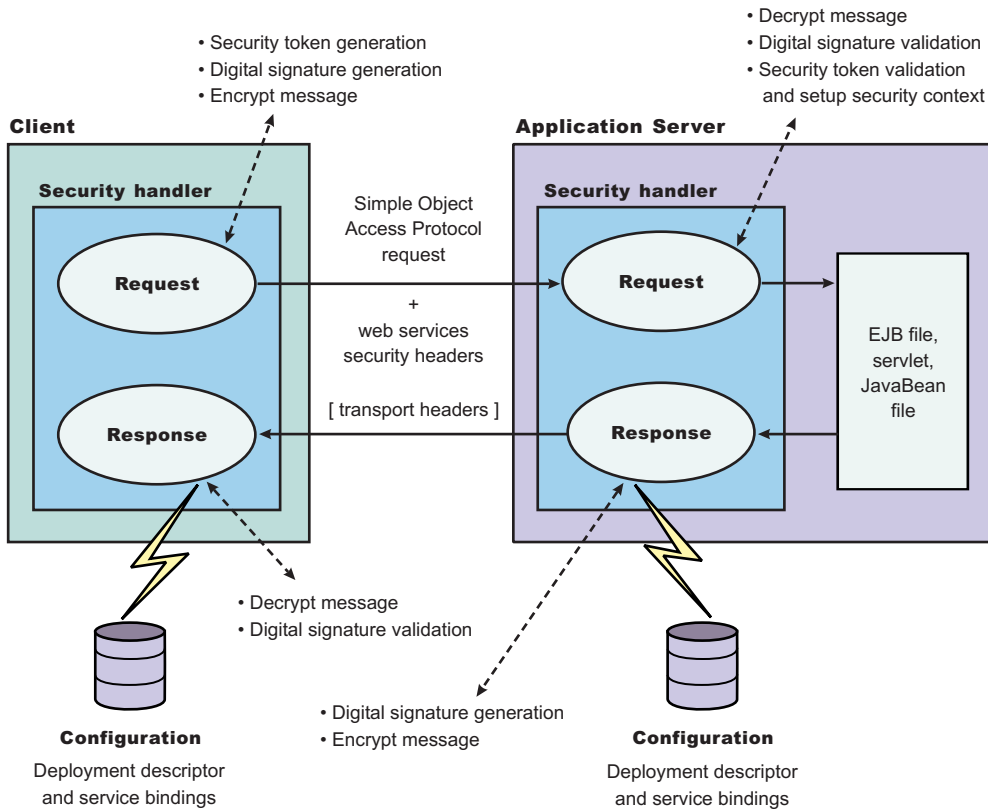 • Security token generation
• Digital signature generation
• Encrypt message
• Decrypt message
• Digital signature validation
• Security token validation
and setup security context
Client
Application Server
Security handler
Security handler
Simple Object
Access Protocol
request
Request
Request
+
web services
security headers
EJB file,
servlet,
JavaBean
file
[ transport headers ]
Response
Response
• Decrypt message
• Digital signature validation
• Digital signature generation
• Encrypt message
Configuration
Deployment descriptor
and service bindings
Configuration
Deployment descriptor
and service bindings